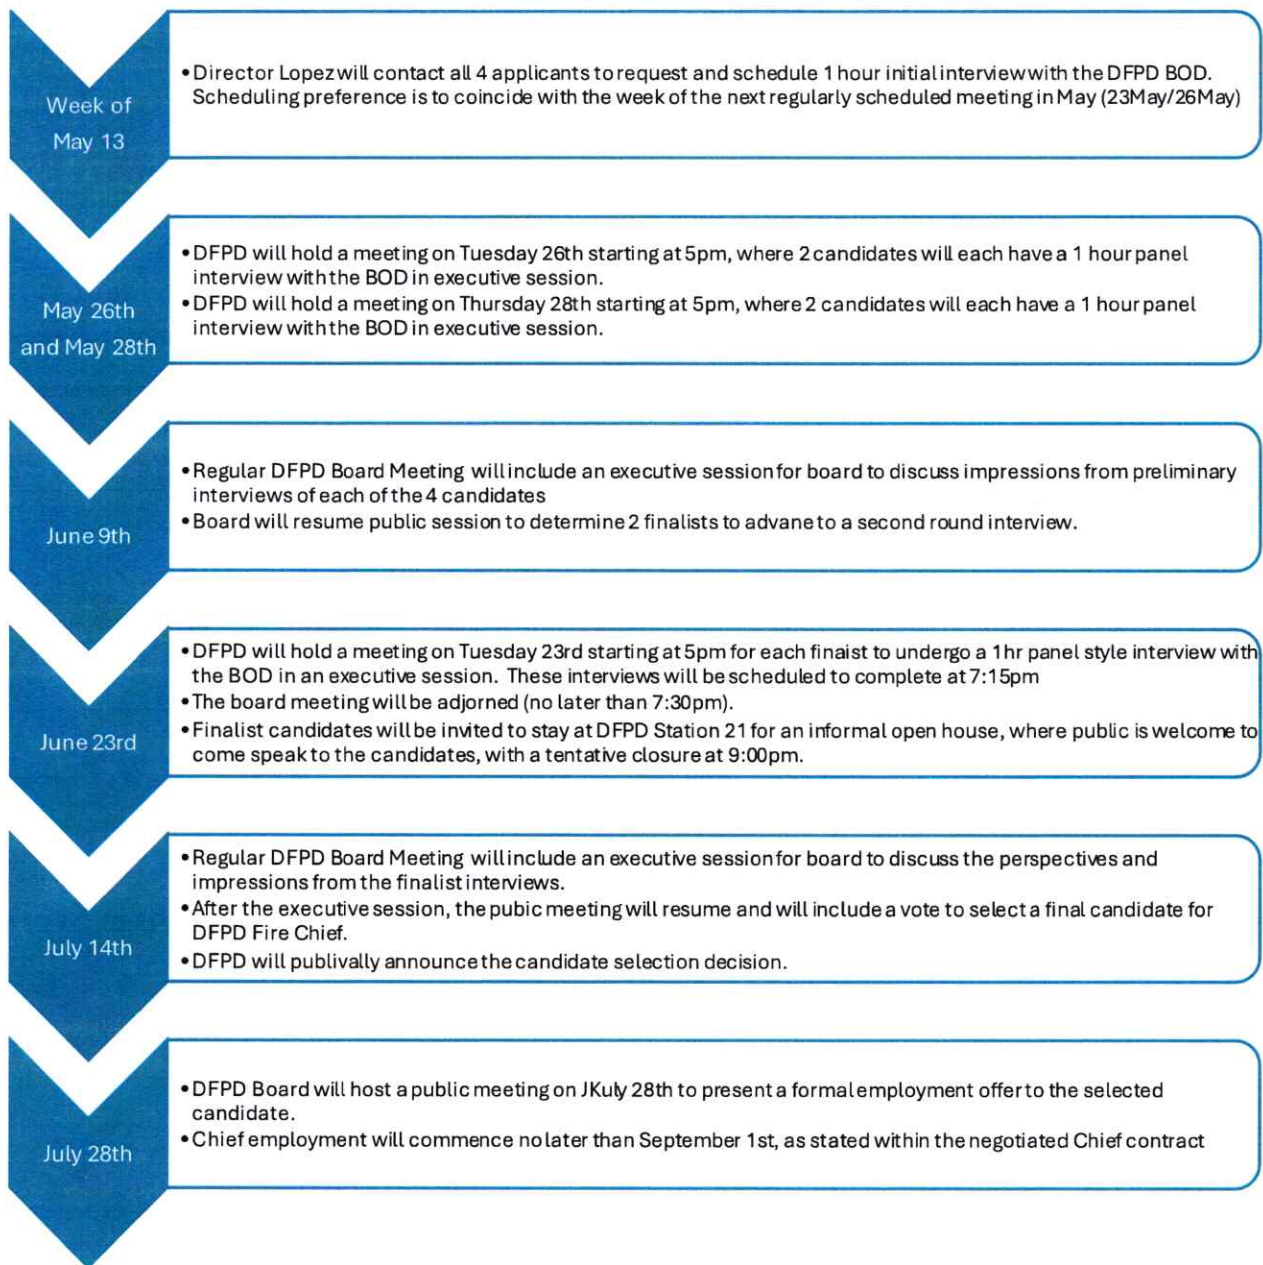 Week of
May 13
•Director Lopez will contact all 4 applicants to request and schedule 1 hour initial interview with the DFPD BOD.
Scheduling preference is to coincide with the week of the next regularly scheduled meeting in May (23May/26May)
May 26th
and May 28th
•DFPD will hold a meeting on Tuesday 26th starting at 5pm, where 2 candidates will each have a 1 hour panel
interview with the BOD in executive session.
•DFPD will hold a meeting on Thursday 28th starting at 5pm, where 2 candidates will each have a 1 hour panel
interview with the BOD in executive session.
June 9th
•Regular DFPD Board Meeting will include an executive session for board to discuss impressions from preliminary
interviews of each of the 4 candidates
•Board will resume public session to determine 2 finalists to advane to a second round interview.
June 23rd
•DFPD will hold a meeting on Tuesday 23rd starting at 5pm for each finaist to undergo a 1hr panel style interview with
the BOD in an executive session. These interviews will be scheduled to complete at 7:15pm
•The board meeting will be adjorned (no later than 7:30pm).
•Finalist candidates will be invited to stay at DFPD Station 21 for an informal open house, where public is welcome to
come speak to the candidates, with a tentative closure at 9:00pm.
July 14th
•Regular DFPD Board Meeting will include an executive session for board to discuss the perspectives and
impressions from the finalist interviews.
•After the executive session, the pubic meeting will resume and will include a vote to select a final candidate for
DFPD Fire Chief.
•DFPD will publivally announce the candidate selection decision.
July 28th
•DFPD Board will host a public meeting on JKuly 28th to present a formal employment offer to the selected
candidate.
•Chief employment will commence no later than September 1st, as stated within the negotiated Chief contract